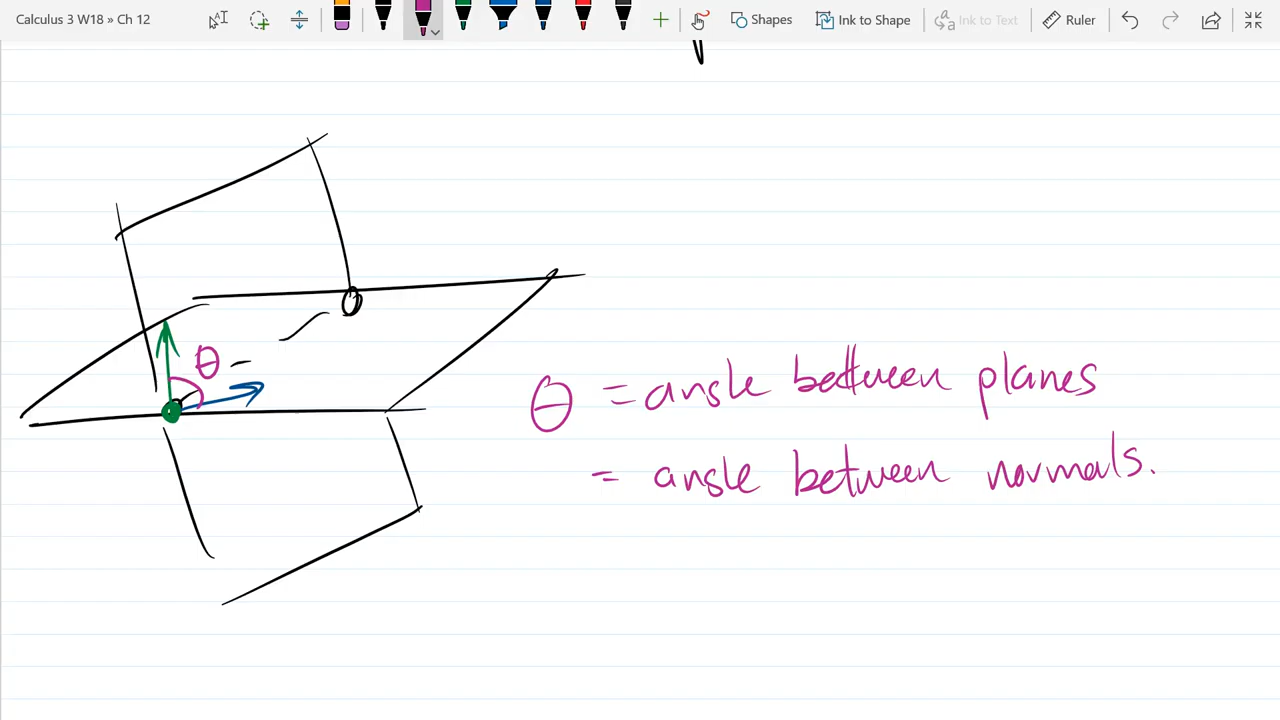 Calculus 3 W18 » Ch 12
Shapes
Ink to Shape
Ink to Text
Ruler
θ
θ = angle between planes
= angle between normals.